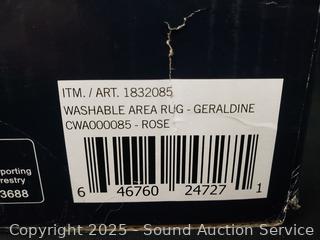 ITM. / ART. 1832085
WASHABLE AREA RUG - GERALDINE
CWA000085 - ROSE
porting
restry
3688
6 46760 24727 1
Copyright 2025 - Sound Auction Service